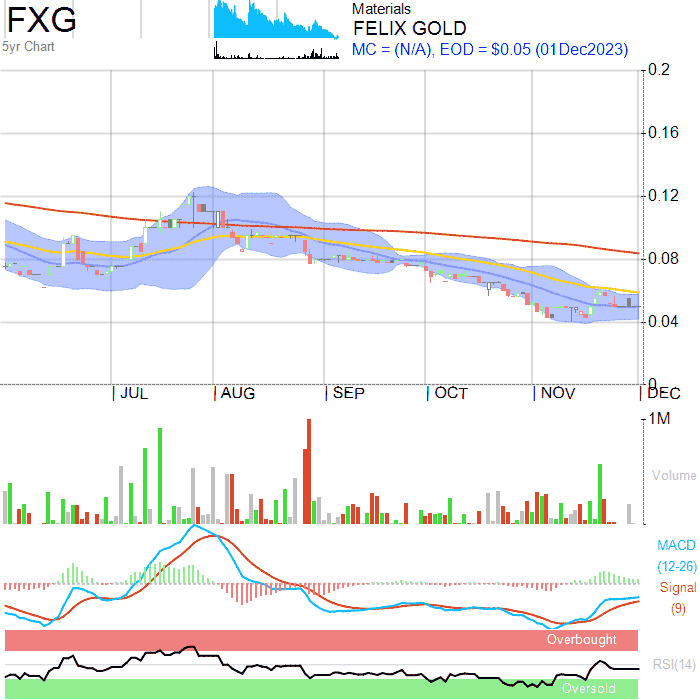 FXG
5yr Chart
Materials
FELIX GOLD
MC = (N/A), EOD = $0.05 (01Dec2023)
0.2
0.16
0.12
0.08
0.04
0
JUL AUG SEP OCT NOV DEC
1M
Volume
MACD
(12-26)
Signal
(9)
Overbought
RSI(14)
Oversold